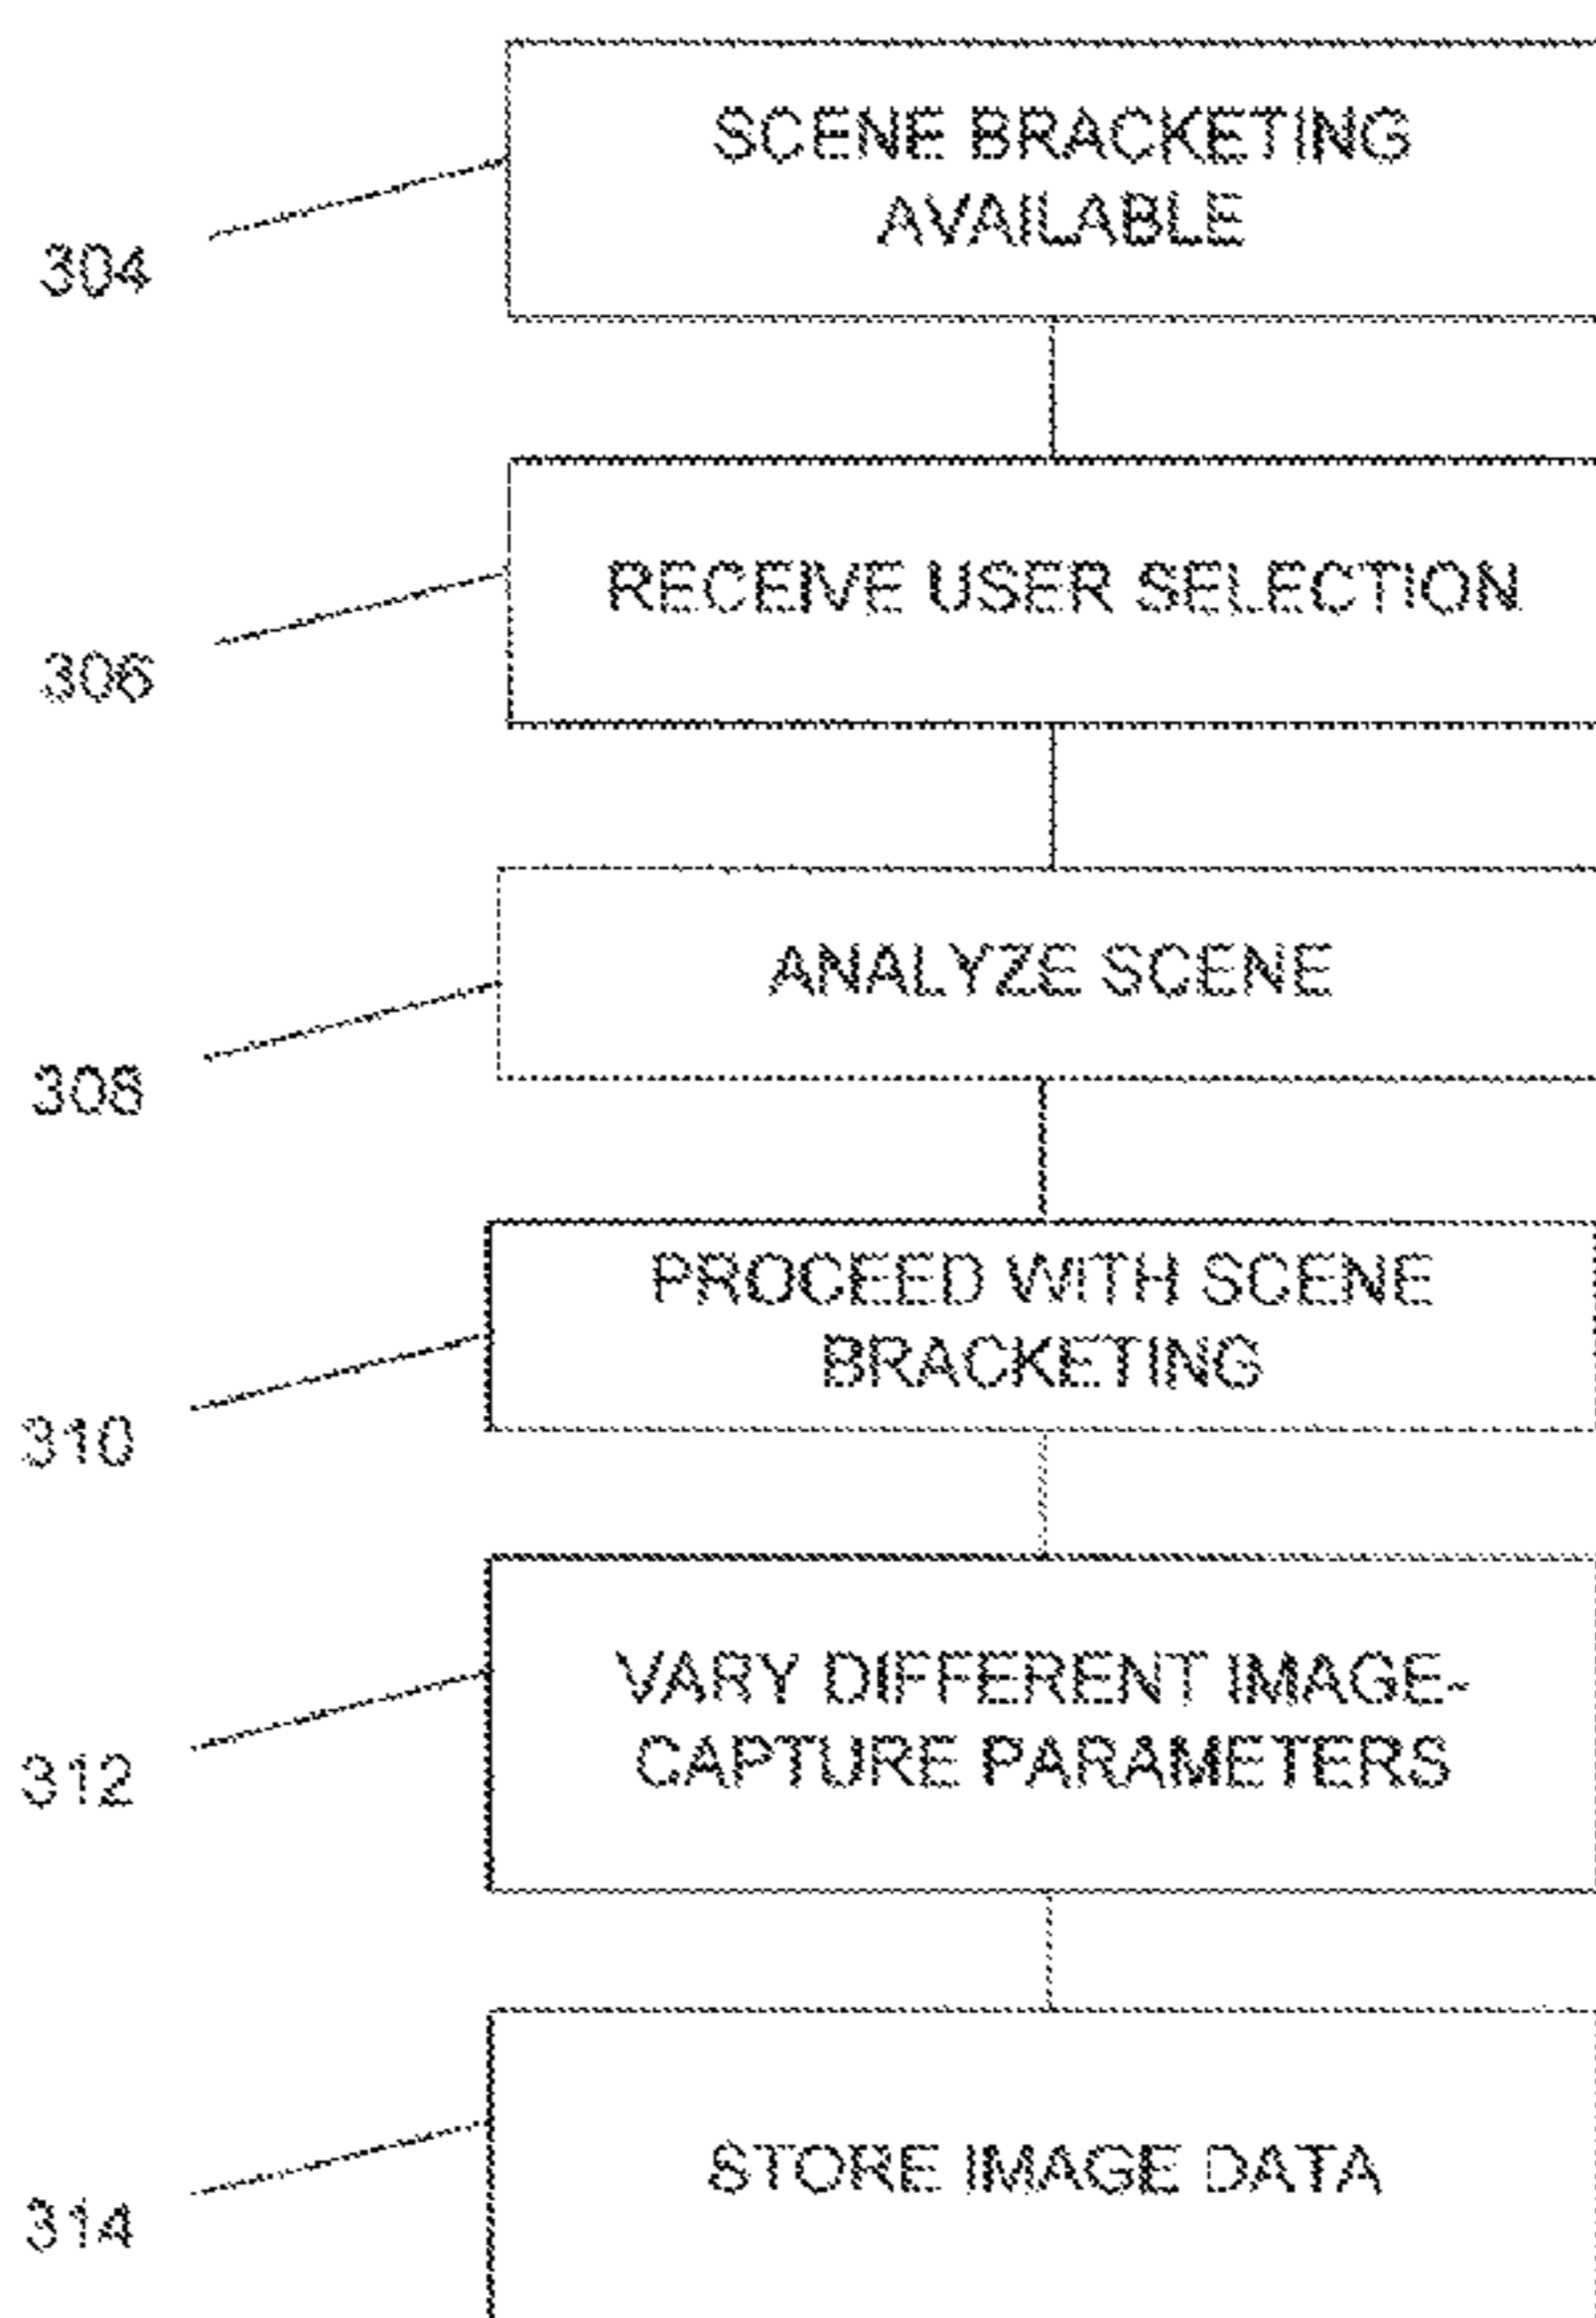 SCENE BRACKETING
AVAILABLE
304
RECEIVE USER SELECTION
306
ANALYZE SCENE
308
PROCEED WITH SCENE
BRACKETING
310
VARY DIFFERENT IMAGE-
CAPTURE PARAMETERS
312
STORE IMAGE DATA
314